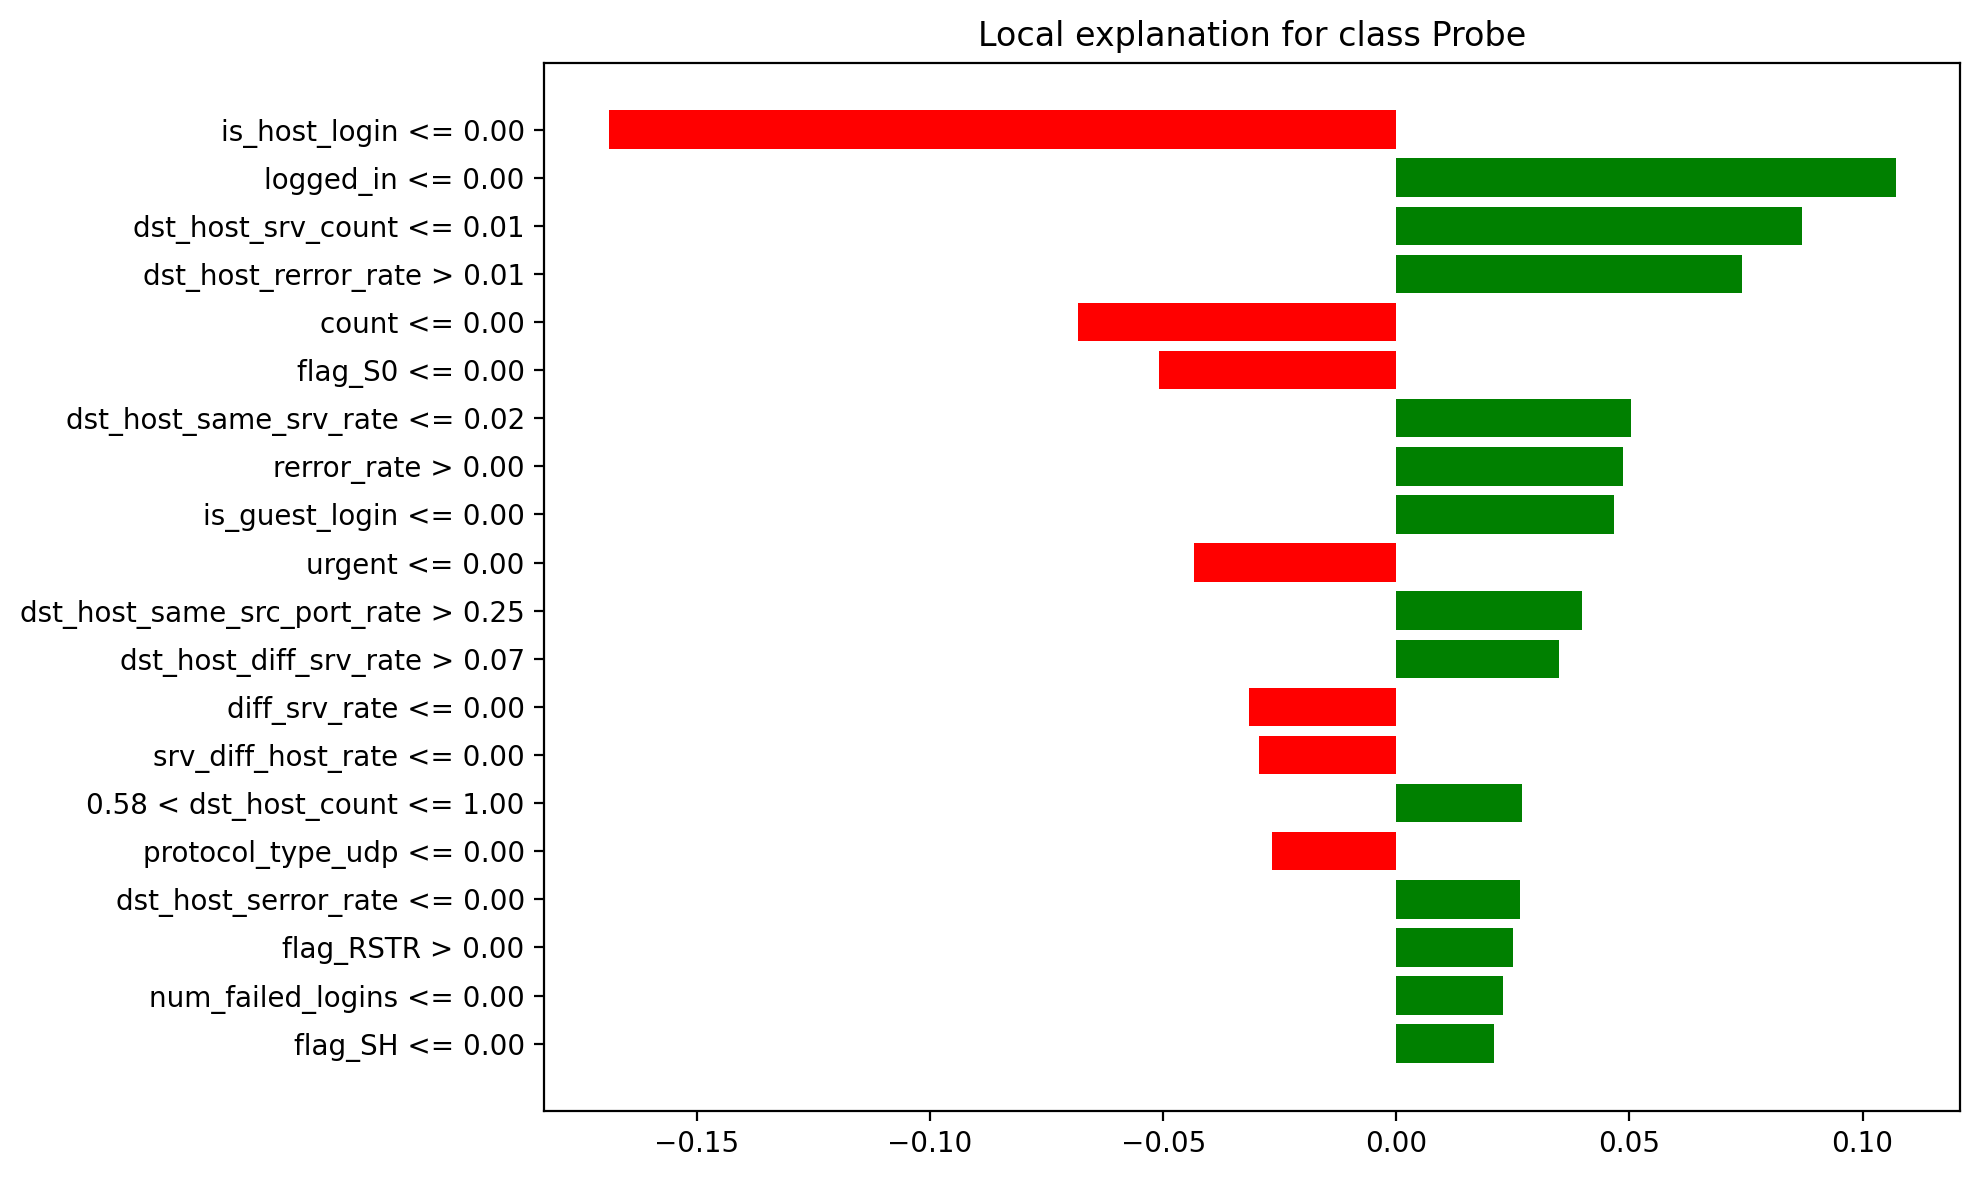 Local explanation for class Probe
is_host_login <= 0.00
logged_in <= 0.00
dst_host_srv_count <= 0.01
dst_host_rerror_rate > 0.01
count <= 0.00
flag_S0 <= 0.00
dst_host_same_srv_rate <= 0.02
rerror_rate > 0.00
is_guest_login <= 0.00
urgent <= 0.00
dst_host_same_src_port_rate > 0.25
dst_host_diff_srv_rate > 0.07
diff_srv_rate <= 0.00
srv_diff_host_rate <= 0.00
0.58 < dst_host_count <= 1.00
protocol_type_udp <= 0.00
dst_host_serror_rate <= 0.00
flag_RSTR > 0.00
num_failed_logins <= 0.00
flag_SH <= 0.00
−0.15 −0.10 −0.05 0.00 0.05 0.10